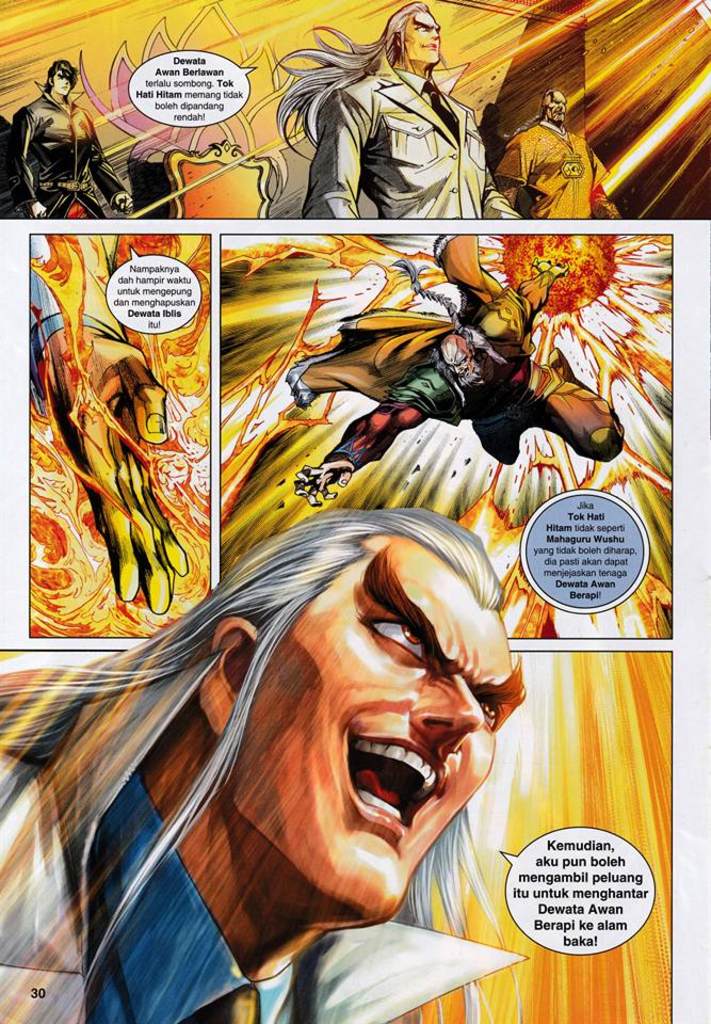 Dewata
Awan Berlawan
terlalu sombong. Tok
Hati Hitam memang tidak
boleh dipandang
rendah!
Nampaknya
dah hampir waktu
untuk mengepung
dan menghapuskan
Dewata Iblis
itu!
Jika
Tok Hati
Hitam tidak seperti
Mahaguru Wushu
yang tidak boleh diharap,
dia pasti akan dapat
menjejaskan tenaga
Dewata Awan
Berapi!
Kemudian,
aku pun boleh
mengambil peluang
itu untuk menghantar
Dewata Awan
Berapi ke alam
baka!
30